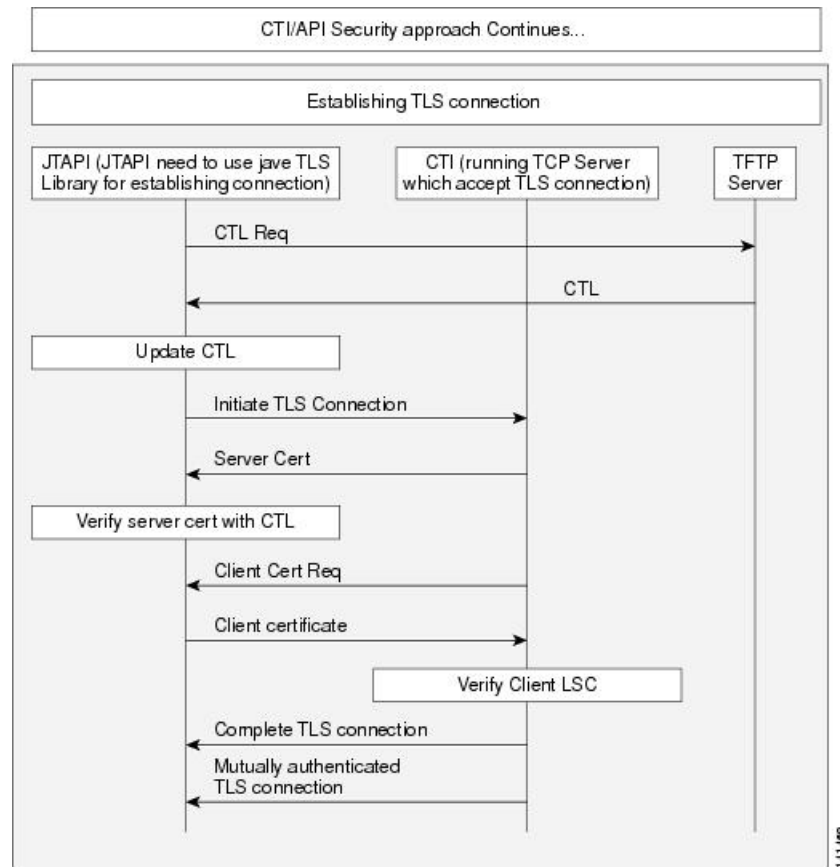 CTI/API Security approach Continues...
Establishing TLS connection
JTAPI (JTAPI need to use jave TLS
Library for establishing connection)
CTI (running TCP Server
which accept TLS connection)
TFTP
Server
CTL Req
CTL
Update CTL
Initiate TLS Connection
Server Cert
Verify server cert with CTL
Client Cert Req
Client certificate
Verify Client LSC
Complete TLS connection
Mutually authenticated
TLS connection